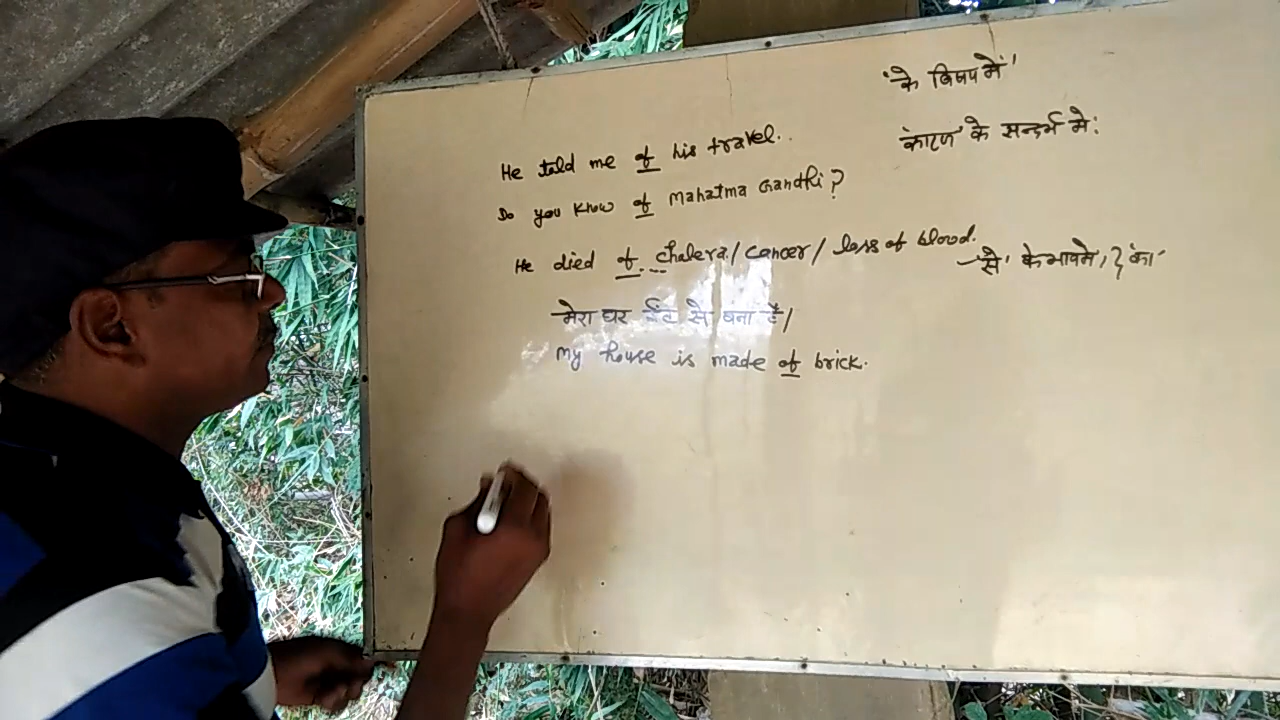 'के विषय में'
He told me of his travel.
'कारण' के सन्दर्भ में:
Do you know of Mahatma Gandhi?
He died of cholera/cancer/loss of blood.
'से' के भाव में, 'का'
मेरा घर ईंट से बना है/
My house is made of brick.